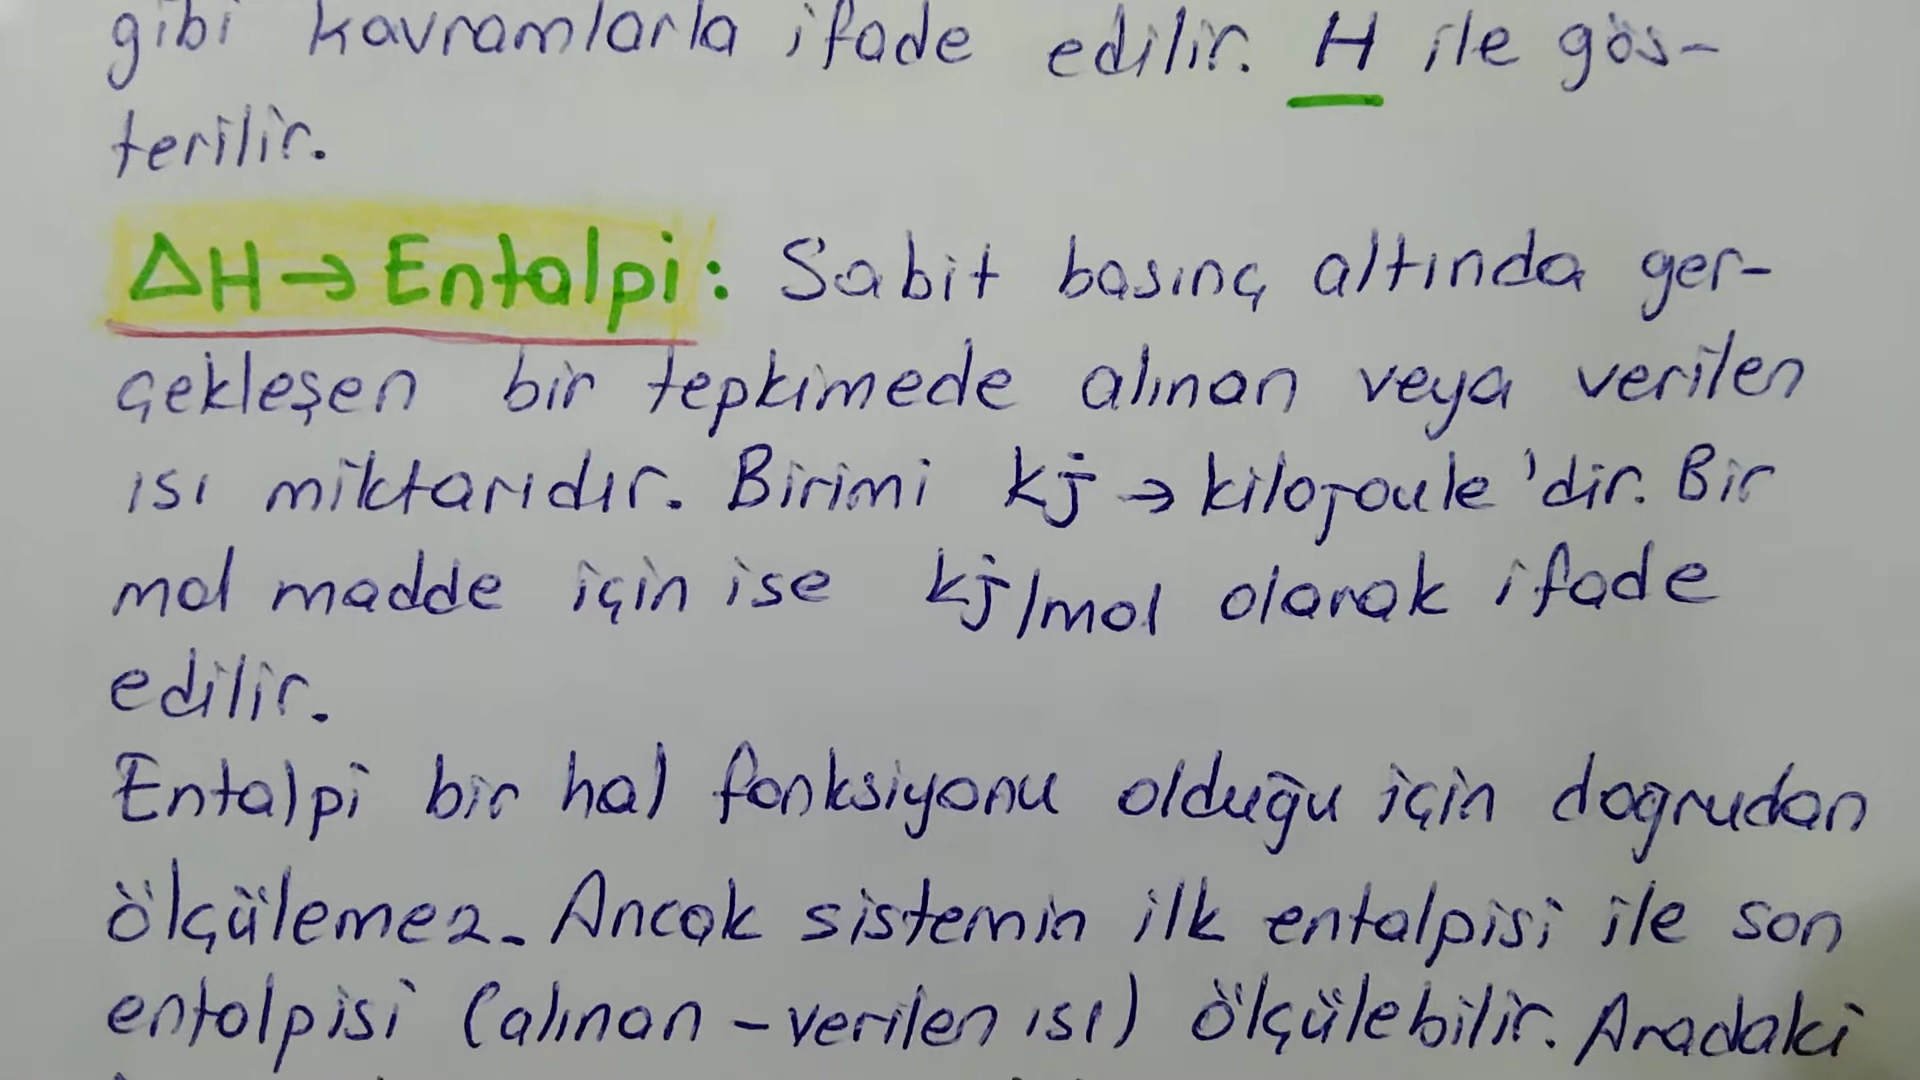 gibi kavramlarla ifade edilir. H ile gös-
terilir.
ΔH → Entalpi: Sabit basınç altında ger-
çekleşen bir tepkimede alınan veya verilen
ısı miktarıdır. Birimi kj → kilojoule'dir. Bir
mol madde için ise kj/mol olarak ifade
edilir.
Entalpi bir hal fonksiyonu olduğu için doğrudan
ölçülemez. Ancak sistemin ilk entalpisi ile son
entalpisi (alınan - verilen ısı) ölçülebilir. Aradaki